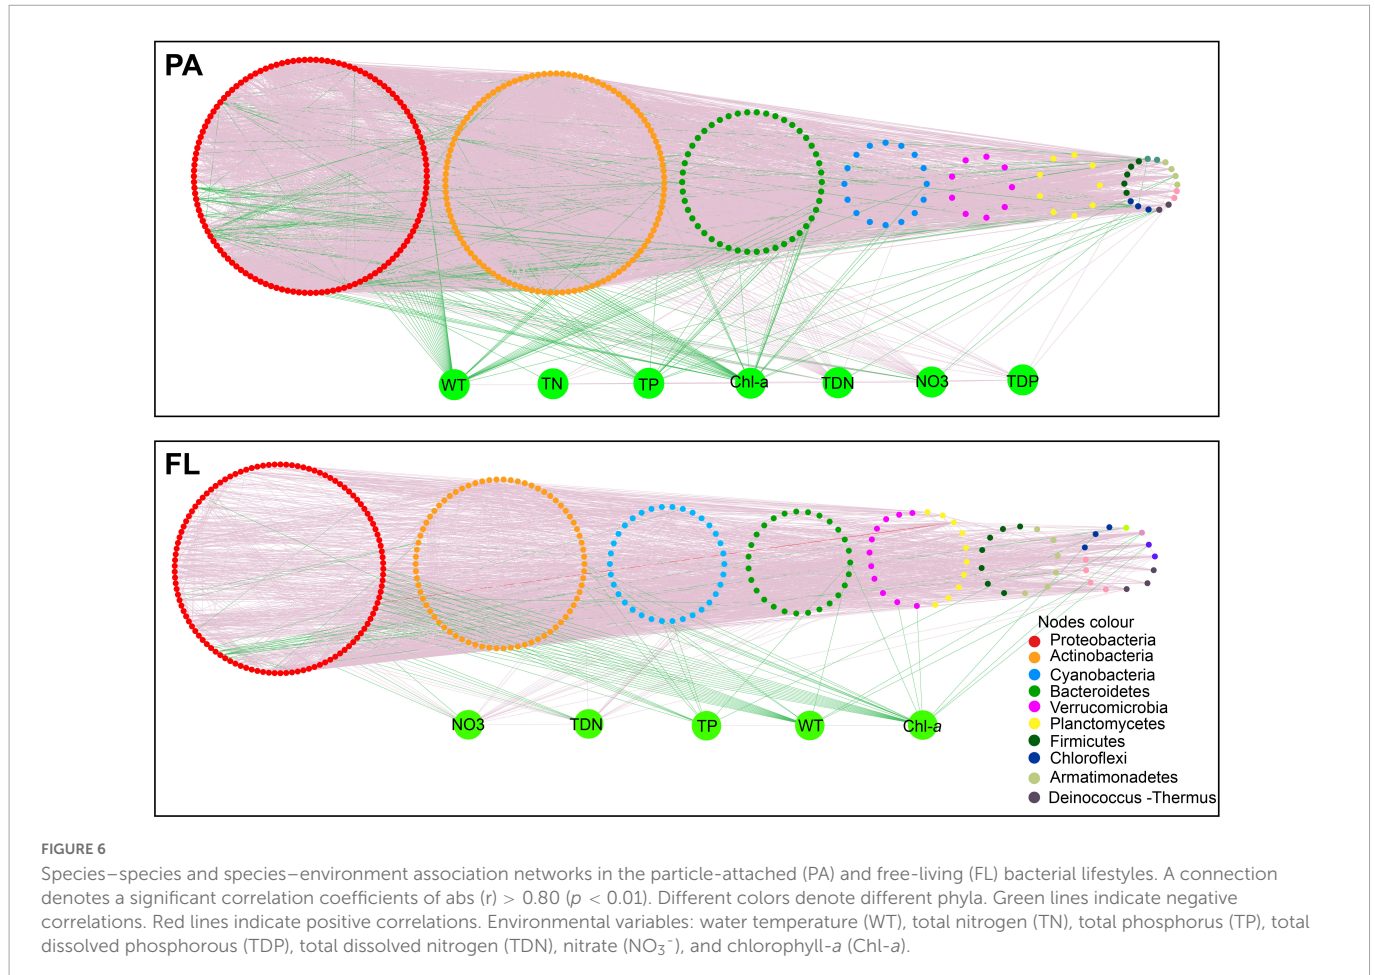 PA
WT
TN
TP
Chl-a
TDN
NO3
TDP
FL
NO3
TDN
TP
WT
Chl-a
Nodes colour
Proteobacteria
Actinobacteria
Cyanobacteria
Bacteroidetes
Verrucomicrobia
Planctomycetes
Firmicutes
Chloroflexi
Armatimonadetes
Deinococcus -Thermus
FIGURE 6
Species–species and species–environment association networks in the particle-attached (PA) and free-living (FL) bacterial lifestyles. A connection
denotes a significant correlation coefficients of abs (r) > 0.80 (p < 0.01). Different colors denote different phyla. Green lines indicate negative
correlations. Red lines indicate positive correlations. Environmental variables: water temperature (WT), total nitrogen (TN), total phosphorus (TP), total
dissolved phosphorous (TDP), total dissolved nitrogen (TDN), nitrate (NO₃⁻), and chlorophyll-a (Chl-a).